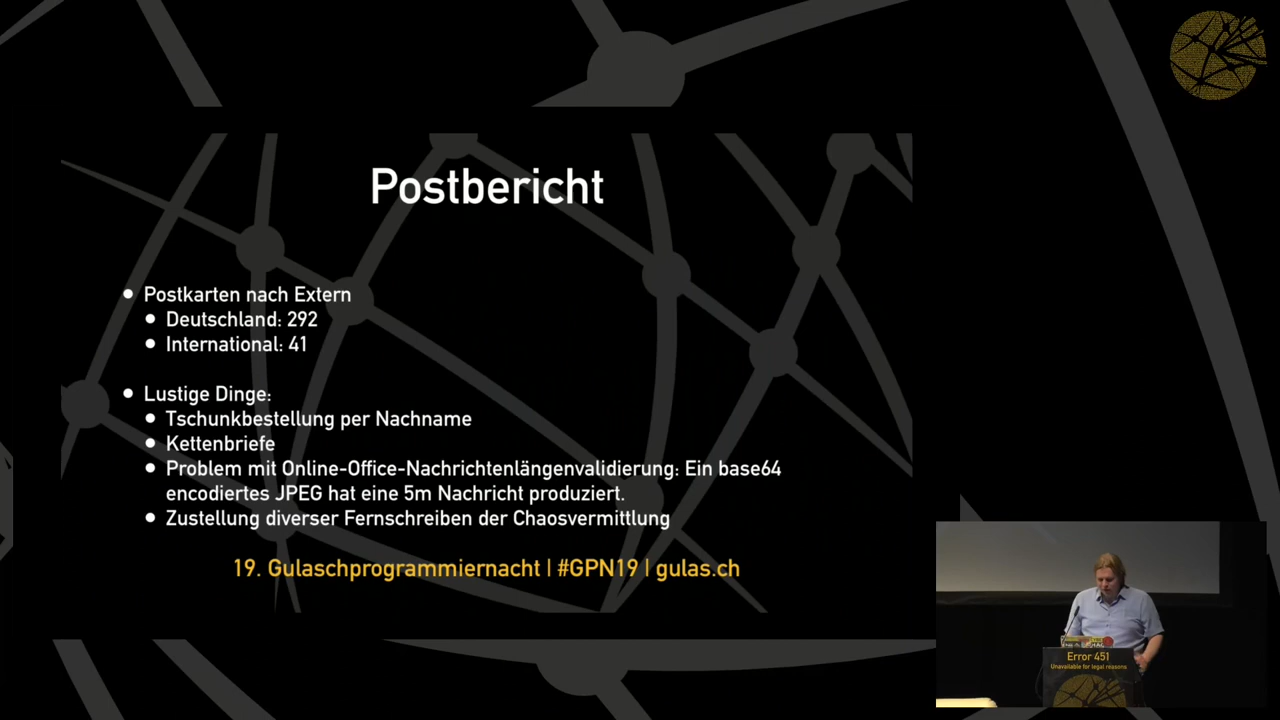 Postbericht
• Postkarten nach Extern
• Deutschland: 292
• International: 41
• Lustige Dinge:
• Tschunkbestellung per Nachname
• Kettenbriefe
• Problem mit Online-Office-Nachrichtenlängenvalidierung: Ein base64
encodiertes JPEG hat eine 5m Nachricht produziert.
• Zustellung diverser Fernschreiben der Chaosvermittlung
19. Gulaschprogrammiernacht | #GPN19 | gulas.ch
Error 451
Unavailable for legal reasons